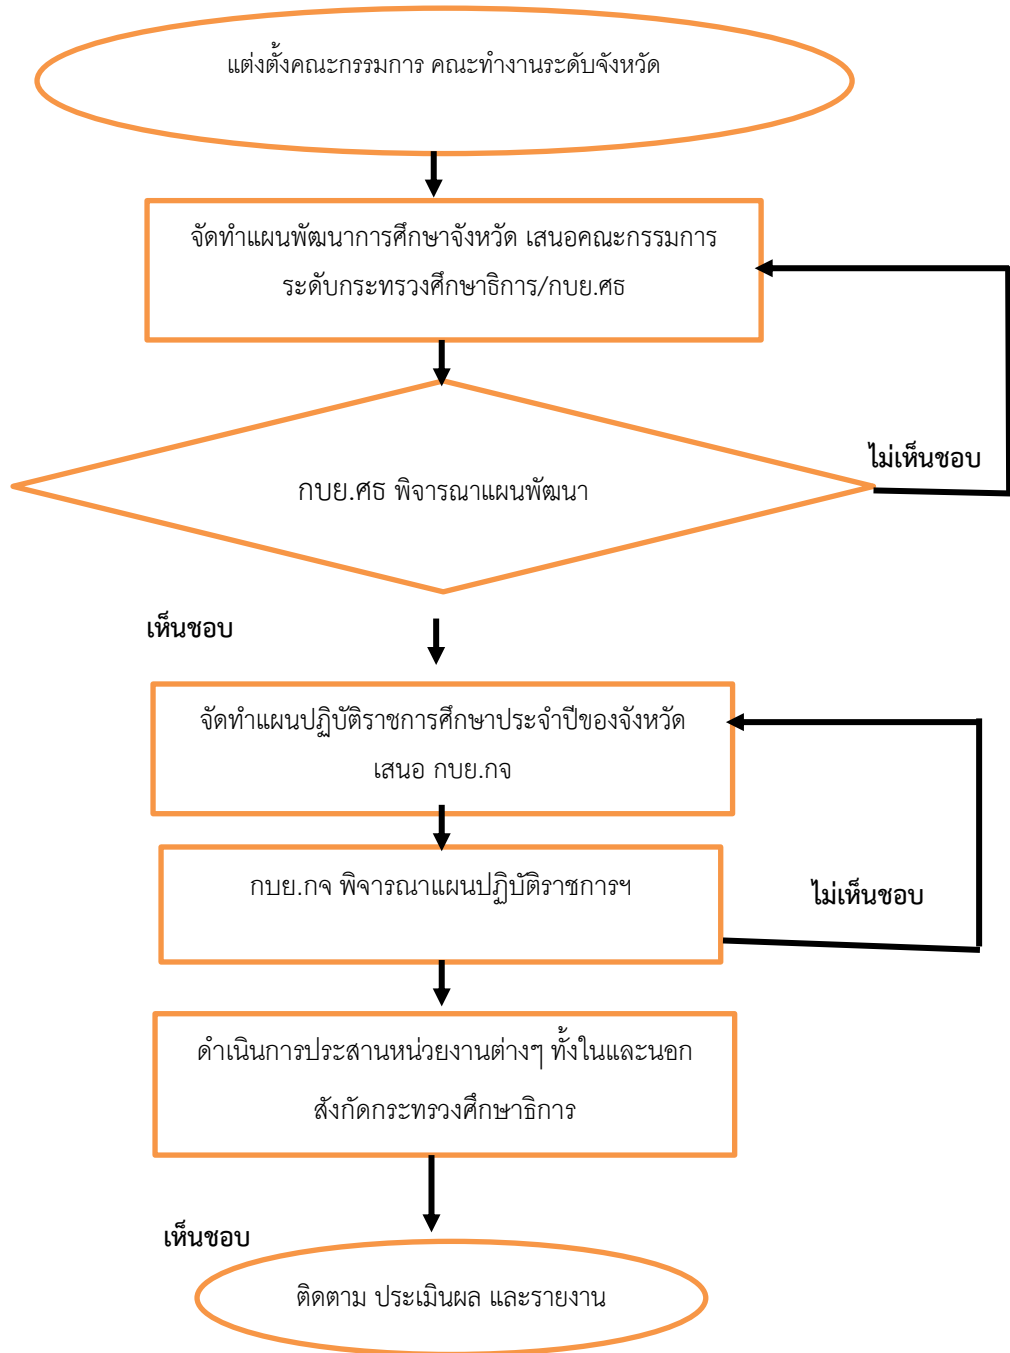 แต่งตั้งคณะกรรมการ คณะทำงานระดับจังหวัด
จัดทำแผนพัฒนาการศึกษาจังหวัด เสนอคณะกรรมการ
ระดับกระทรวงศึกษาธิการ/กบย.ศธ
ไม่เห็นชอบ
กบย.ศธ พิจารณาแผนพัฒนา
เห็นชอบ
จัดทำแผนปฏิบัติราชการศึกษาประจำปีของจังหวัด
เสนอ กบย.กจ
กบย.กจ พิจารณาแผนปฏิบัติราชการฯ
ไม่เห็นชอบ
ดำเนินการประสานหน่วยงานต่างๆ ทั้งในและนอก
สังกัดกระทรวงศึกษาธิการ
เห็นชอบ
ติดตาม ประเมินผล และรายงาน